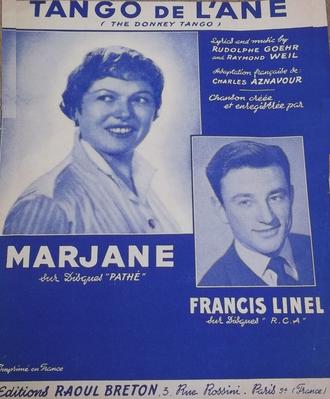 TANGO DE L'ANE
( THE DONKEY TANGO )
Lyrics and music by
RUDOLPHE GOEHR
and RAYMOND WEIL
Adaptation française de :
CHARLES AZNAVOUR
Chanson créée
et enregistrée par
MARJANE
sur Disques "PATHÉ"
FRANCIS LINEL
sur Disques " R.C.A "
Imprimé en France
Editions RAOUL BRETON, 3, Rue Rossini - Paris 9e (France)